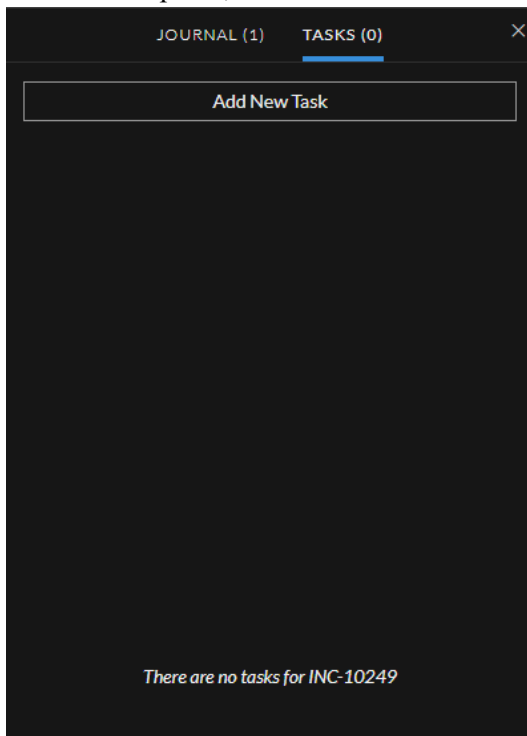 JOURNAL (1) TASKS (0) ×
Add New Task
There are no tasks for INC-10249